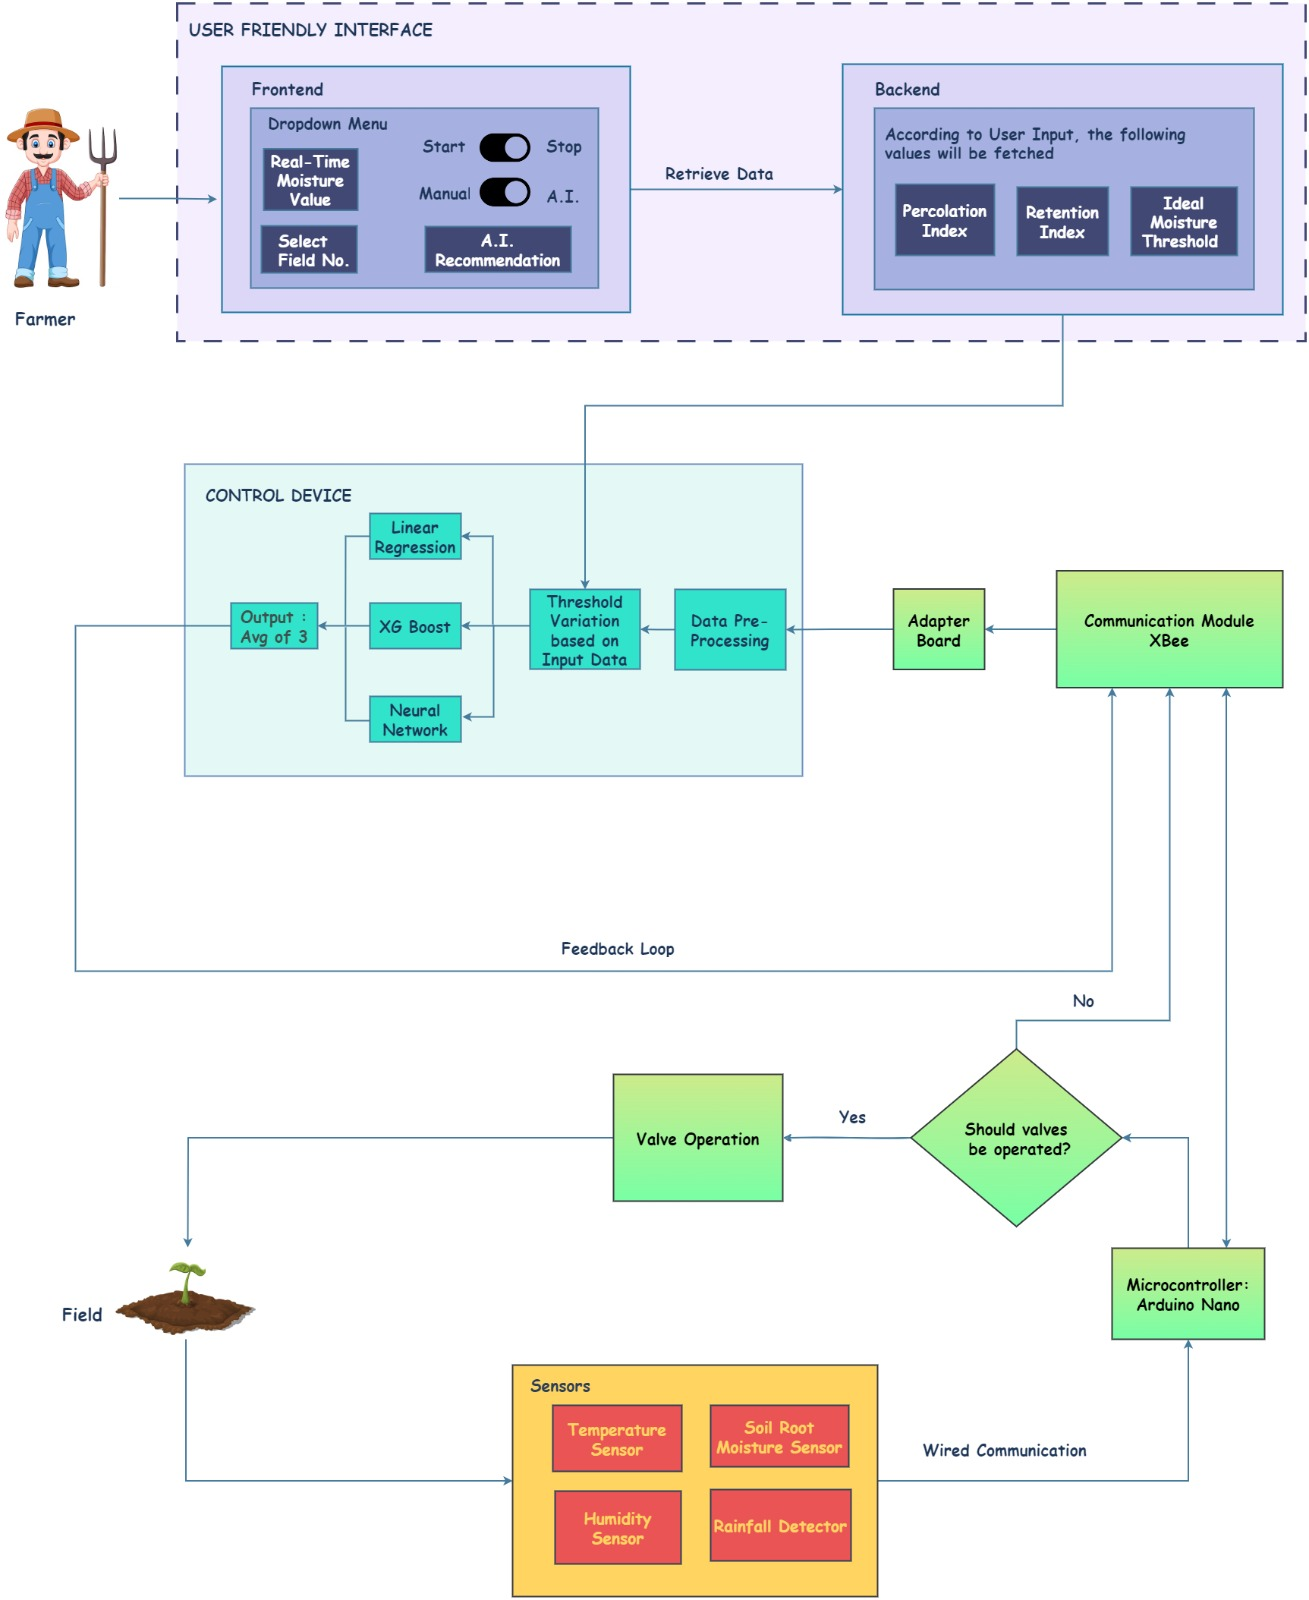 USER FRIENDLY INTERFACE
Frontend
Dropdown Menu
Real-Time
Moisture
Value
Start
Stop
Manual
A.I.
Select
Field No.
A.I.
Recommendation
Farmer
Retrieve Data
Backend
According to User Input, the following
values will be fetched
Percolation
Index
Retention
Index
Ideal
Moisture
Threshold
CONTROL DEVICE
Linear
Regression
Output :
Avg of 3
XG Boost
Neural
Network
Threshold
Variation
based on
Input Data
Data Pre-
Processing
Adapter
Board
Communication Module
XBee
Feedback Loop
No
Should valves
be operated?
Yes
Valve Operation
Microcontroller:
Arduino Nano
Field
Sensors
Temperature
Sensor
Soil Root
Moisture Sensor
Humidity
Sensor
Rainfall Detector
Wired Communication